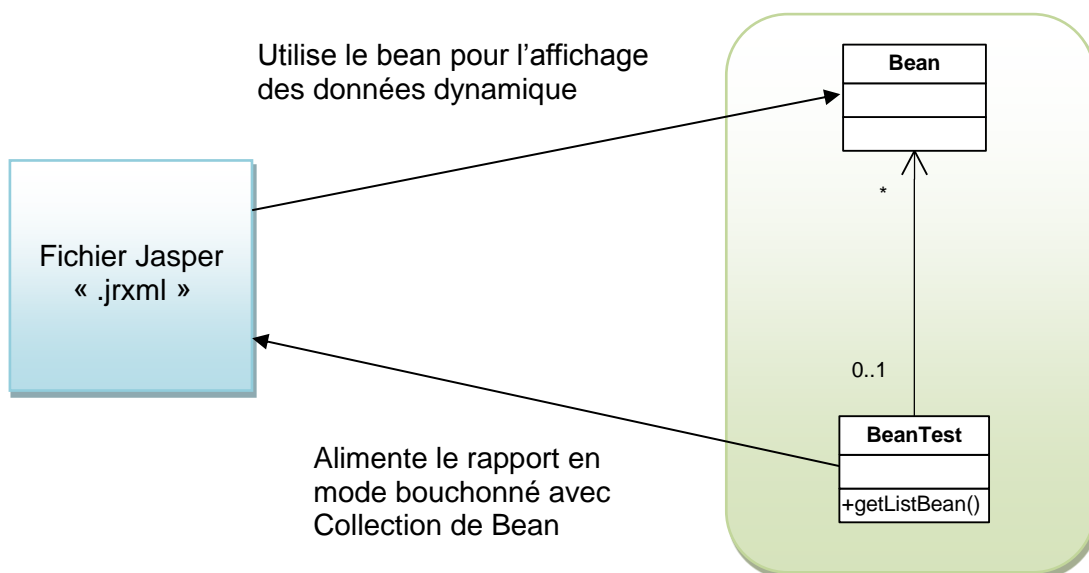 Utilise le bean pour l’affichage
des données dynamique
Bean
Fichier Jasper
« .jrxml »
*
0..1
BeanTest
+getListBean()
Alimente le rapport en
mode bouchonné avec
Collection de Bean